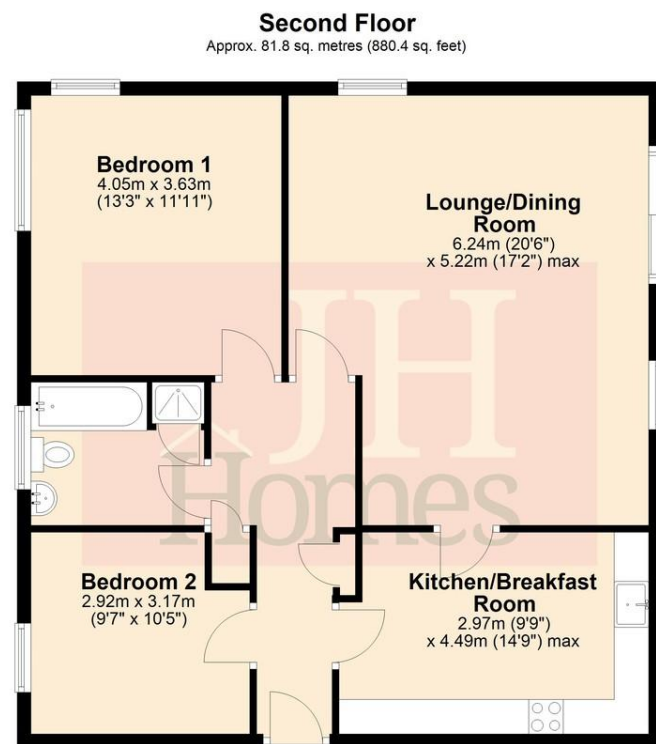 Second Floor
Approx. 81.8 sq. metres (880.4 sq. feet)
Bedroom 1
4.05m x 3.63m
(13'3" x 11'11")
Lounge/Dining
Room
6.24m (20'6")
x 5.22m (17'2") max
JH
Homes
Bedroom 2
2.92m x 3.17m
(9'7" x 10'5")
Kitchen/Breakfast
Room
2.97m (9'9")
x 4.49m (14'9") max